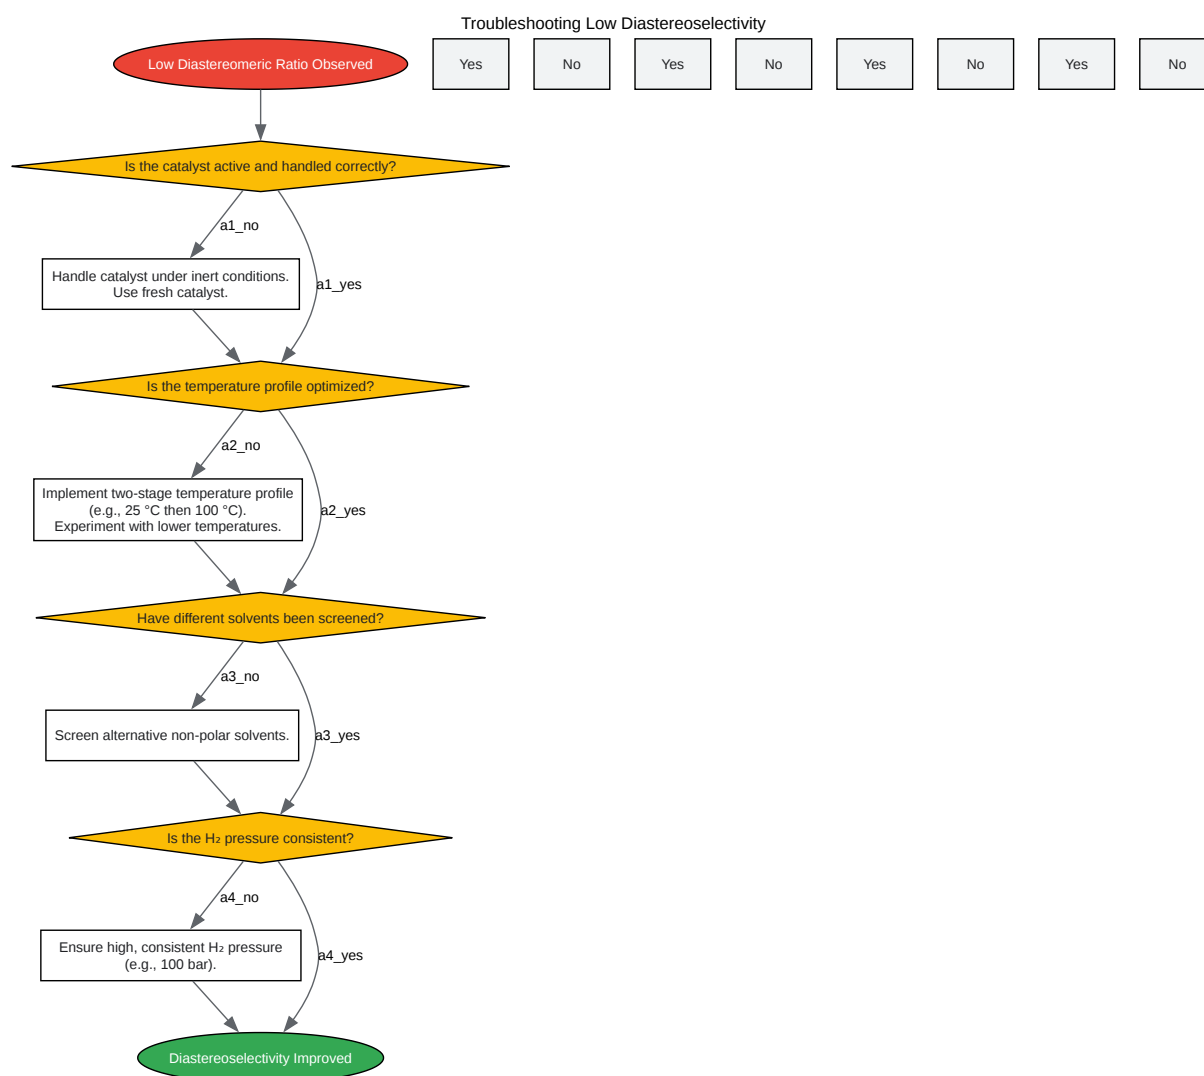 Troubleshooting Low Diastereoselectivity
Low Diastereomeric Ratio Observed
Yes
No
Yes
No
Yes
No
Yes
No
Is the catalyst active and handled correctly?
a1_no
Handle catalyst under inert conditions.
Use fresh catalyst.
a1_yes
Is the temperature profile optimized?
a2_no
Implement two-stage temperature profile
(e.g., 25 °C then 100 °C).
Experiment with lower temperatures.
a2_yes
Have different solvents been screened?
a3_no
Screen alternative non-polar solvents.
a3_yes
Is the H₂ pressure consistent?
a4_no
Ensure high, consistent H₂ pressure
(e.g., 100 bar).
a4_yes
Diastereoselectivity Improved